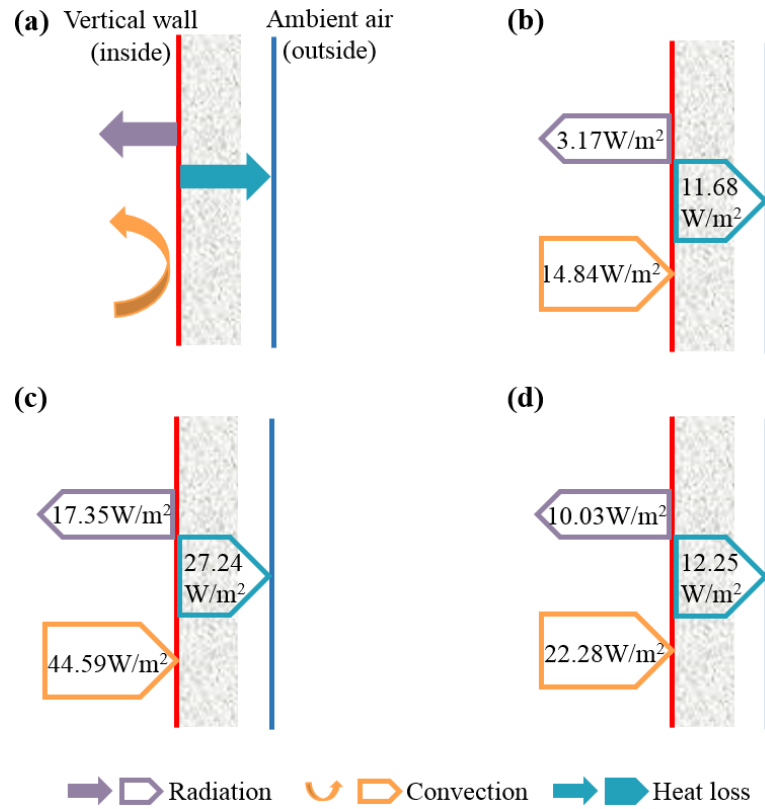 (a)
Vertical wall
(inside)
Ambient air
(outside)
(b)
3.17W/m²
11.68
W/m²
14.84W/m²
(c)
17.35W/m²
27.24
W/m²
44.59W/m²
(d)
10.03W/m²
12.25
W/m²
22.28W/m²
Radiation
Convection
Heat loss